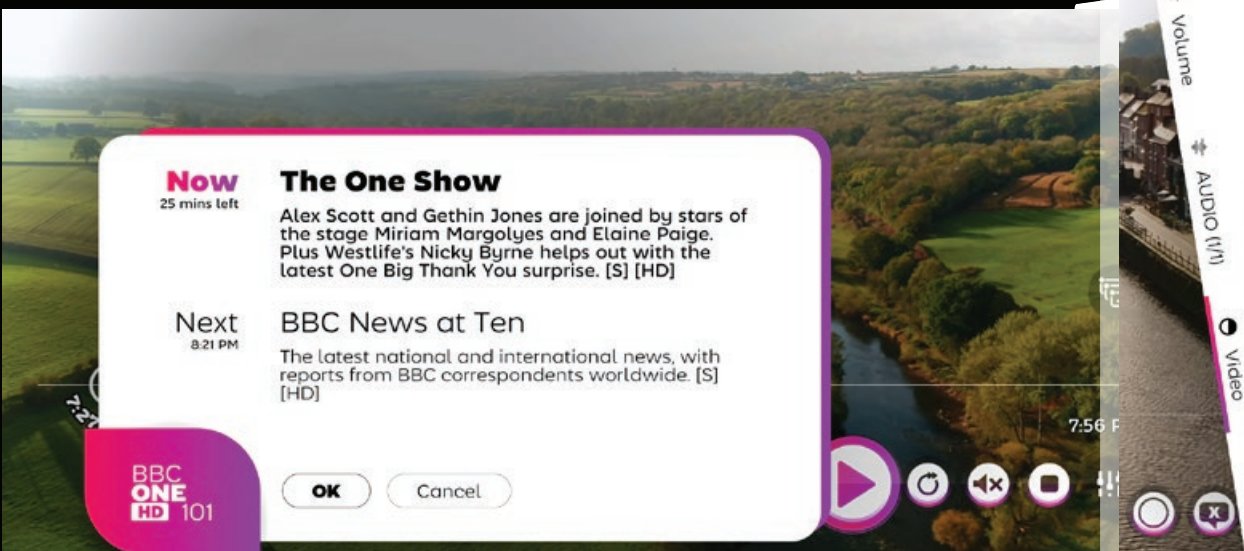 Now
25 mins left
The One Show
Alex Scott and Gethin Jones are joined by stars of
the stage Miriam Margolyes and Elaine Paige.
Plus Westlife's Nicky Byrne helps out with the
latest One Big Thank You surprise. [S] [HD]
Next
8:21 PM
BBC News at Ten
The latest national and international news, with
reports from BBC correspondents worldwide. [S]
[HD]
BBC
ONE
HD 101
OK
Cancel
7:56
Volume
AUDIO (1/1)
Video
X